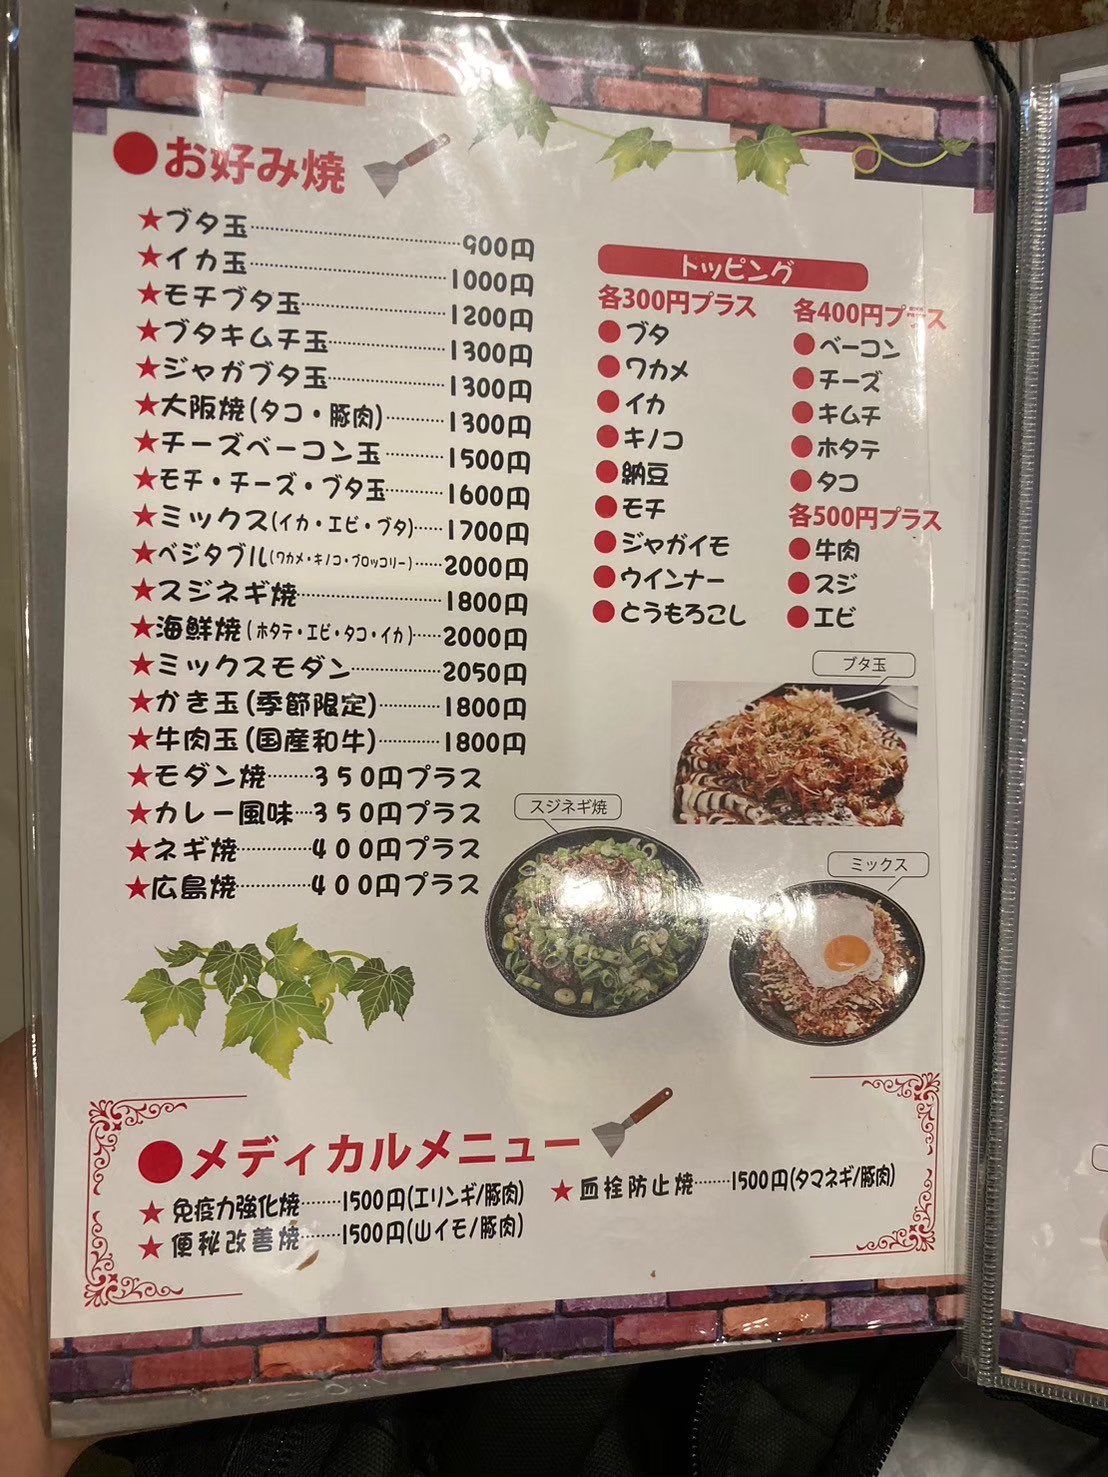 ●お好み焼
★ブタ玉……………………900円
★イカ玉……………………1000円
★モチブタ玉………………1200円
★ブタキムチ玉……………1300円
★ジャガブタ玉……………1300円
★大阪焼(タコ・豚肉)………1300円
★チーズベーコン玉………1500円
★モチ・チーズ・ブタ玉………1600円
★ミックス(イカ・エビ・ブタ)……1700円
★ベジタブル(ワカメ・キノコ・ブロッコリー)……2000円
★スジネギ焼………………1800円
★海鮮焼(ホタテ・エビ・タコ・イカ)……2000円
★ミックスモダン…………2050円
★かき玉(季節限定)………1800円
★牛肉玉(国産和牛)………1800円
★モダン焼………350円プラス
★カレー風味…350円プラス
★ネギ焼…………400円プラス
★広島焼…………400円プラス
トッピング
各300円プラス
●ブタ
●ワカメ
●イカ
●キノコ
●納豆
●モチ
●ジャガイモ
●ウインナー
●とうもろこし
各400円プラス
●ベーコン
●チーズ
●キムチ
●ホタテ
●タコ
各500円プラス
●牛肉
●スジ
●エビ
ブタ玉
スジネギ焼
ミックス
●メディカルメニュー
★免疫力強化焼………1500円(エリンギ/豚肉)
★便秘改善焼………1500円(山イモ/豚肉)
★血栓防止焼………1500円(タマネギ/豚肉)